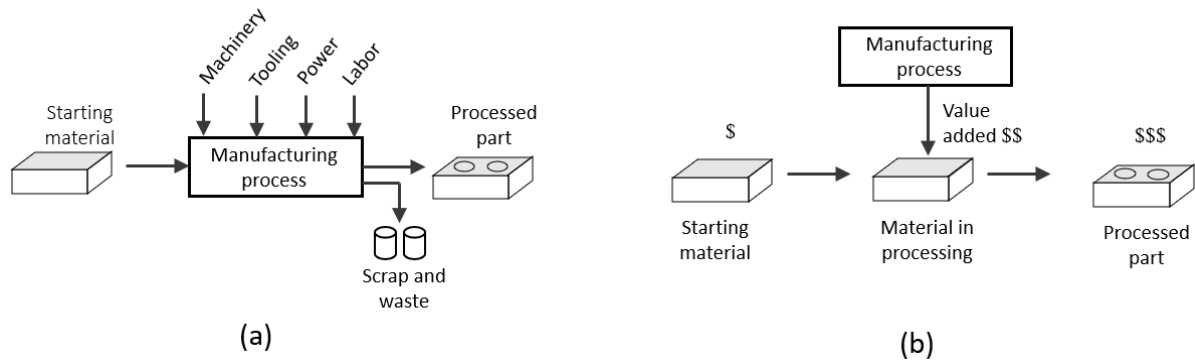 Machinery
Tooling
Power
Labor
Starting
material
Manufacturing
process
Processed
part
Scrap and
waste
(a)
Manufacturing
process
Value
added $$
$
$$$
Starting
material
Material in
processing
Processed
part
(b)